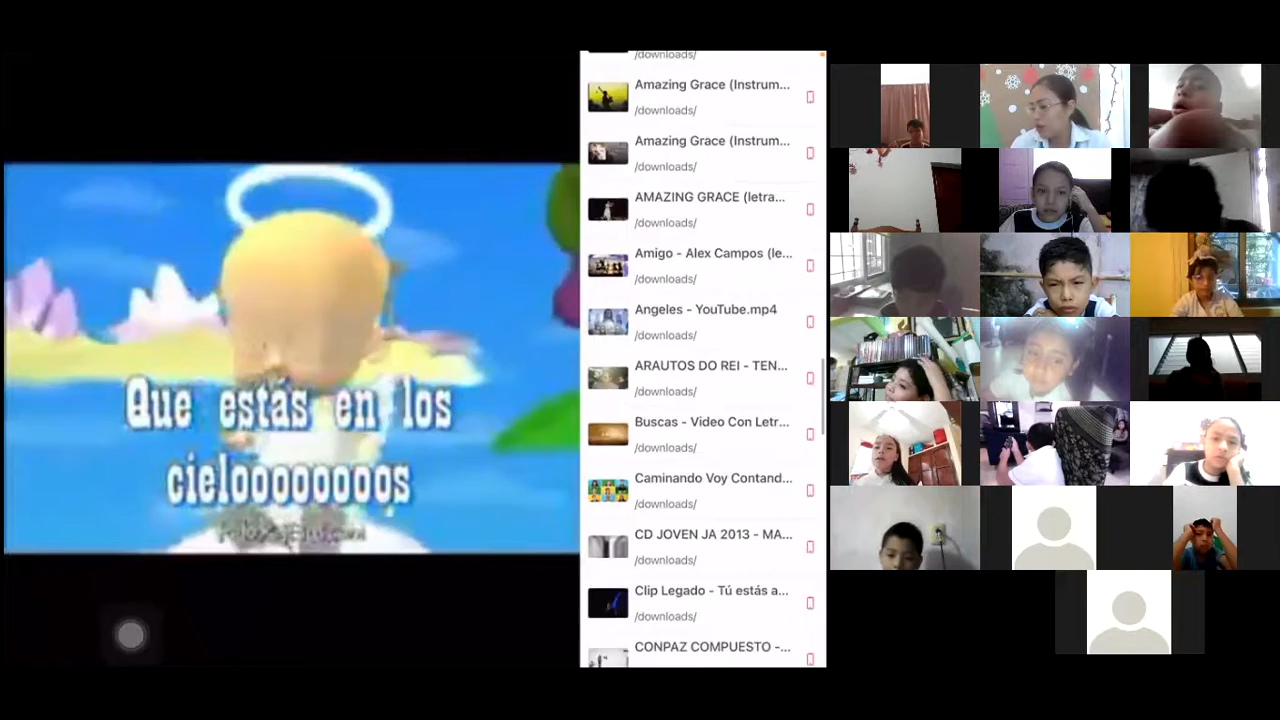 Que estás en los
cieloooooooos
/downloads/
Amazing Grace (Instrum...
/downloads/
Amazing Grace (Instrum...
/downloads/
AMAZING GRACE (letra...
/downloads/
Amigo - Alex Campos (le...
/downloads/
Angeles - YouTube.mp4
/downloads/
ARAUTOS DO REI - TEN...
/downloads/
Buscas - Video Con Letr...
/downloads/
Caminando Voy Contand...
/downloads/
CD JOVEN JA 2013 - MA...
/downloads/
Clip Legado - Tú estás a...
/downloads/
CONPAZ COMPUESTO -...